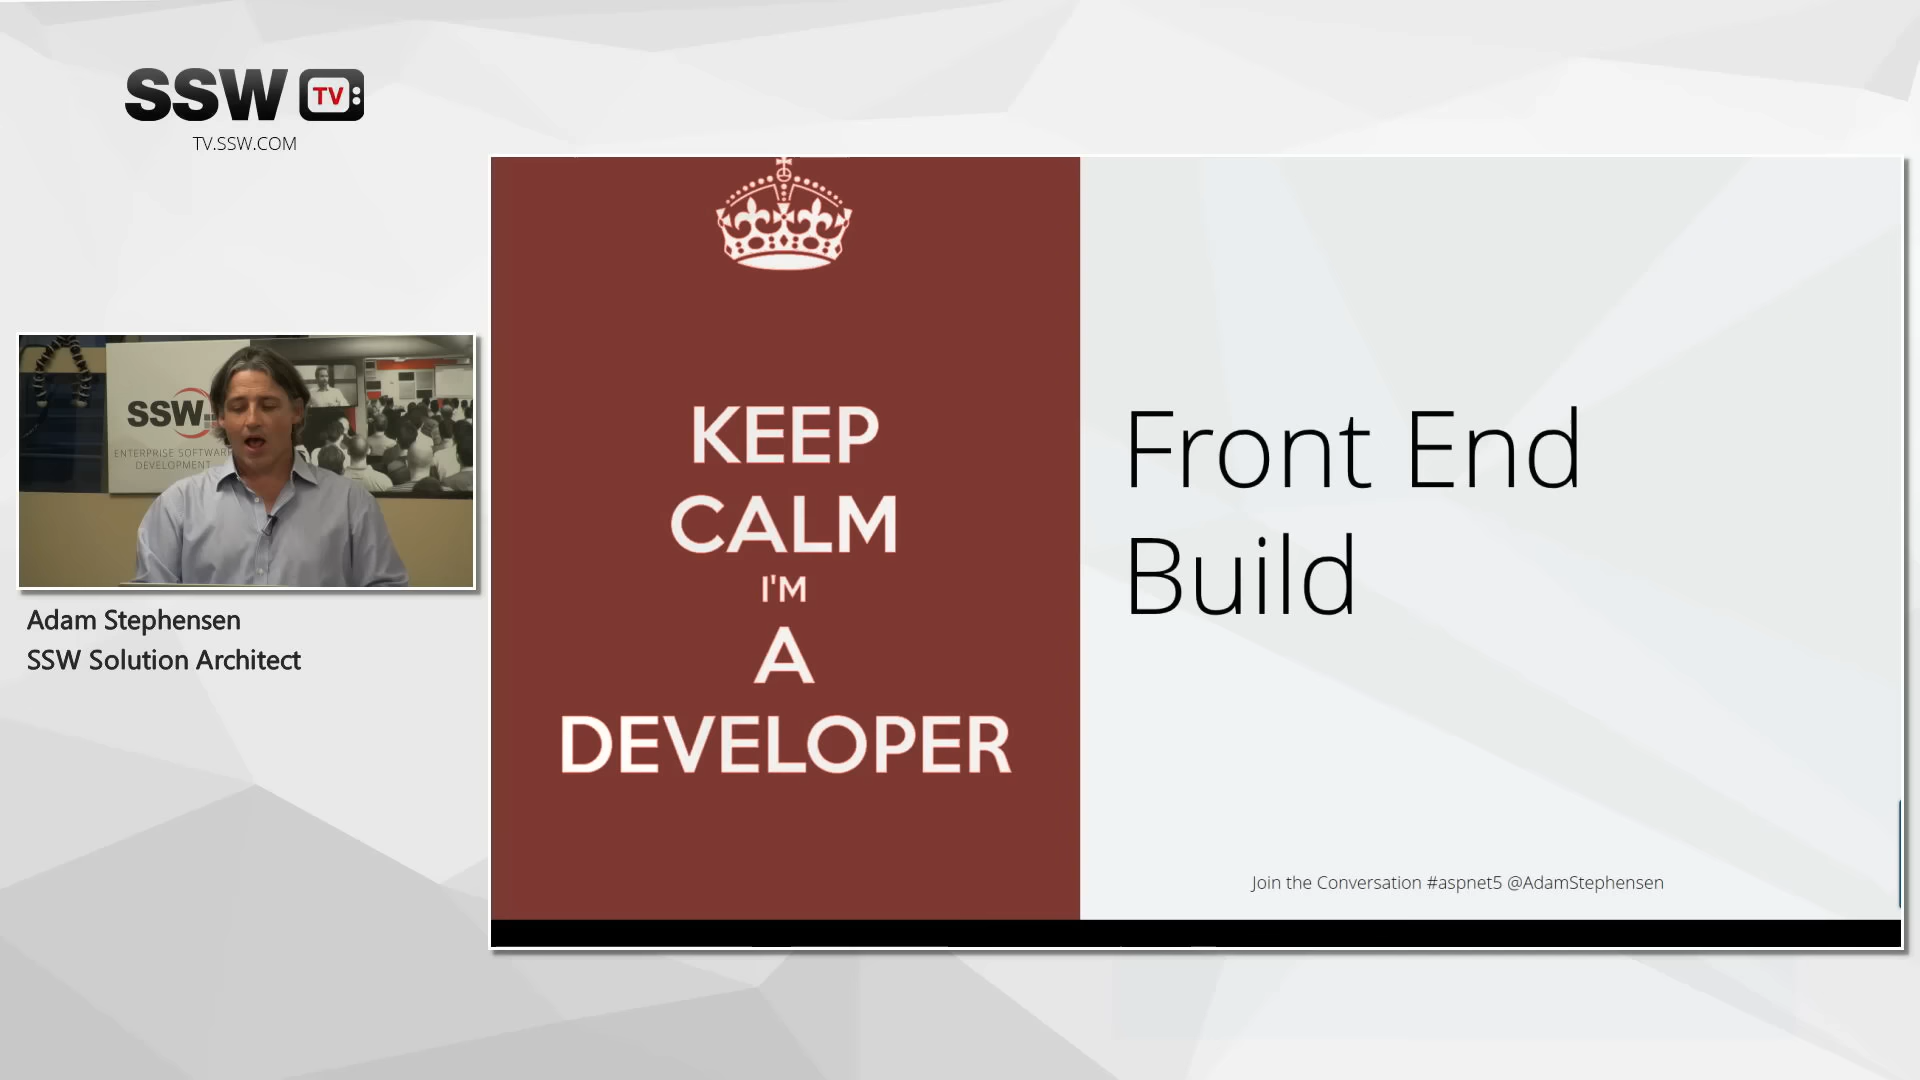 SSW TV
TV.SSW.COM
SSW
ENTERPRISE SOFTWARE
DEVELOPMENT
Adam Stephensen
SSW Solution Architect
KEEP
CALM
I'M
A
DEVELOPER
Front End
Build
Join the Conversation #aspnet5 @AdamStephensen